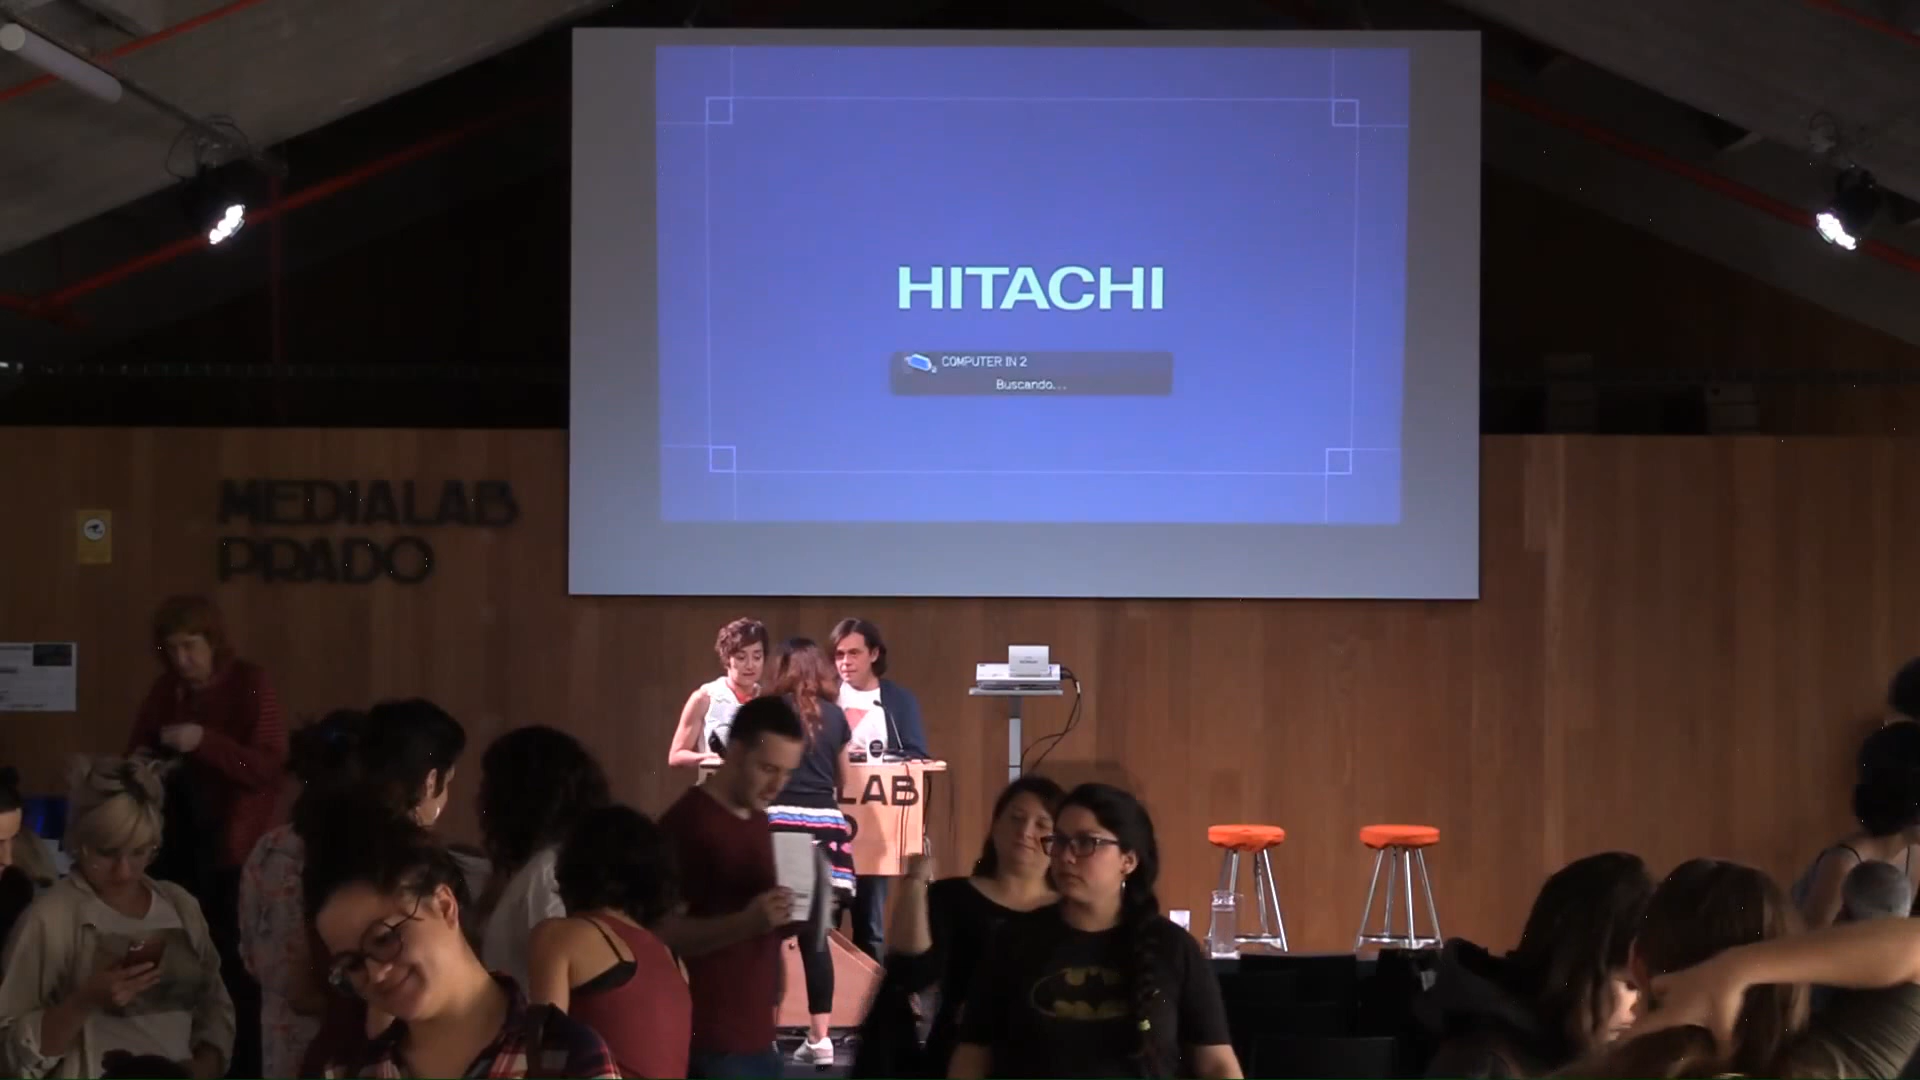 HITACHI
COMPUTER IN 2
Buscando...
MEDIALAB
PRADO
LAB